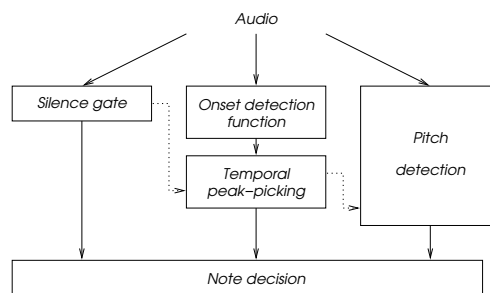 Audio
Silence gate
Onset detection
function
Temporal
peak–picking
Pitch
detection
Note decision